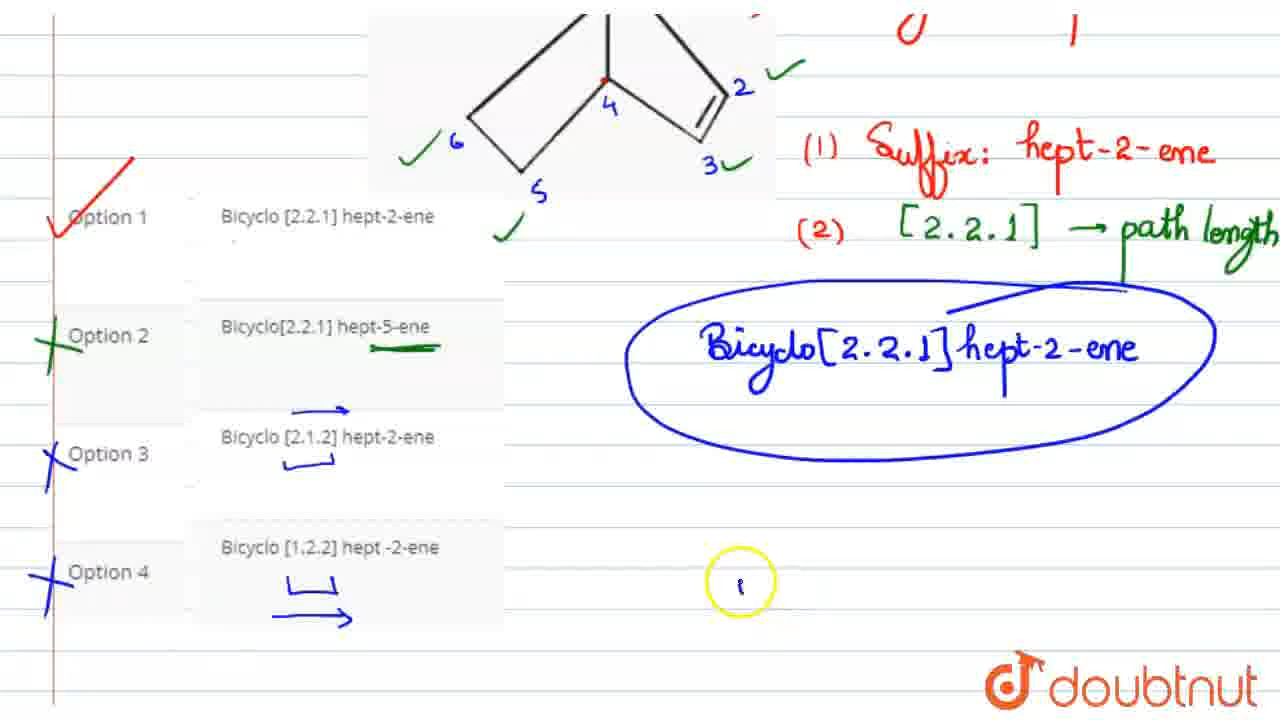 0 1
2
4
6
3
5
(1) Suffix: hept-2-ene
Option 1 Bicyclo [2.2.1] hept-2-ene
(2) [2.2.1] → path length
Option 2 Bicyclo[2.2.1] hept-5-ene
Bicyclo[2.2.1]hept-2-ene
Option 3 Bicyclo [2.1.2] hept-2-ene
Option 4 Bicyclo [1.2.2] hept -2-ene
doubtnut